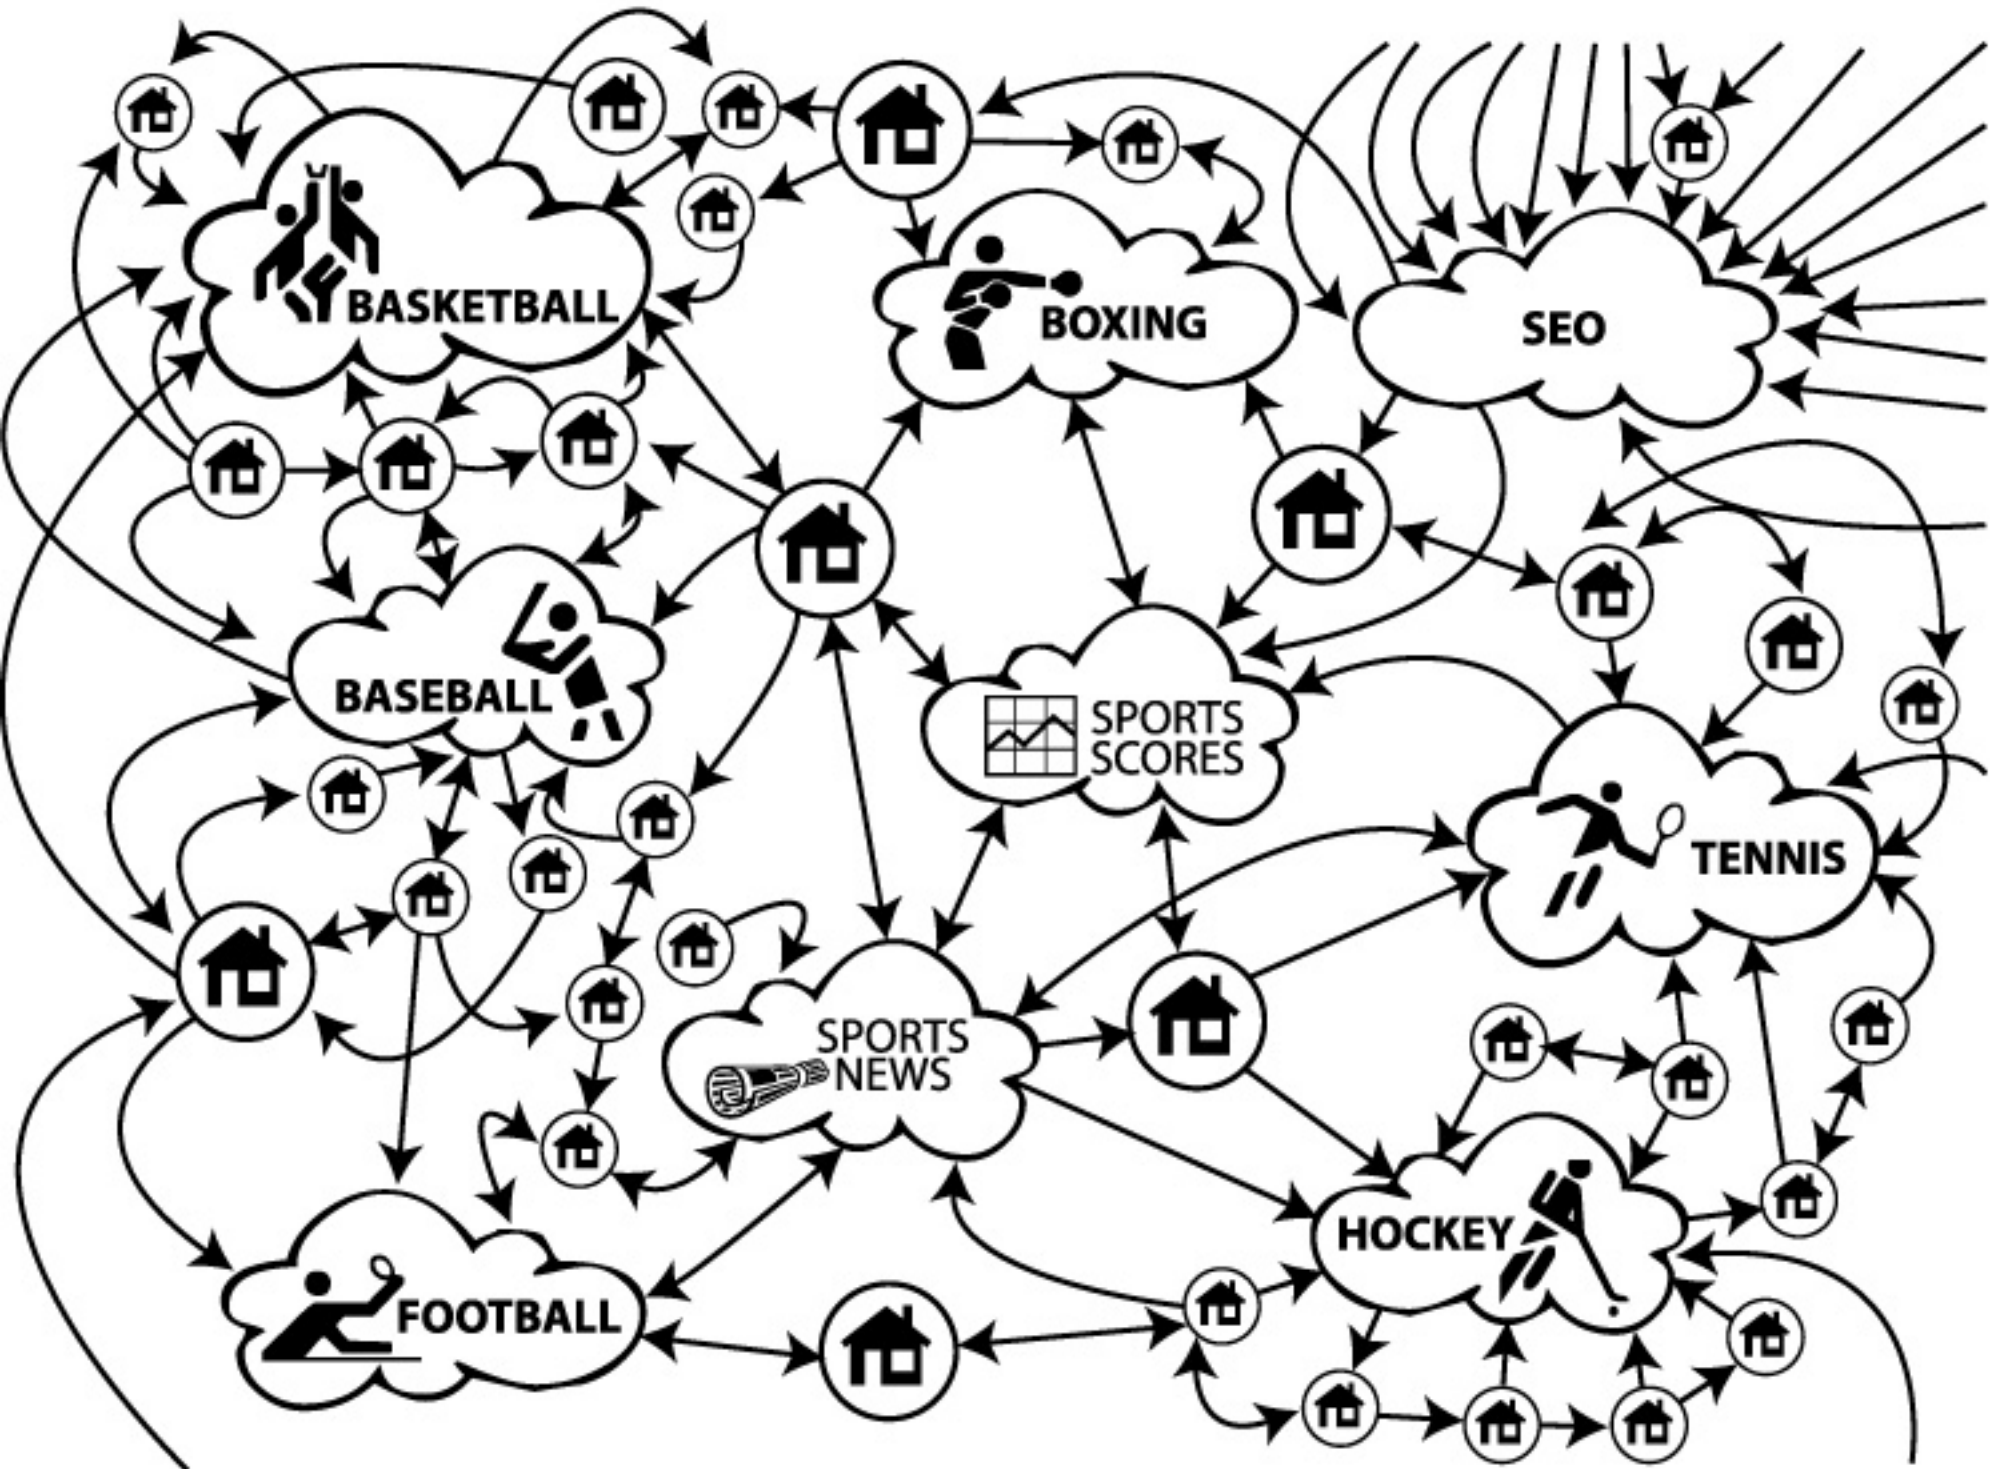 BASKETBALL
BOXING
SEO
BASEBALL
SPORTS
SCORES
TENNIS
SPORTS
NEWS
HOCKEY
FOOTBALL